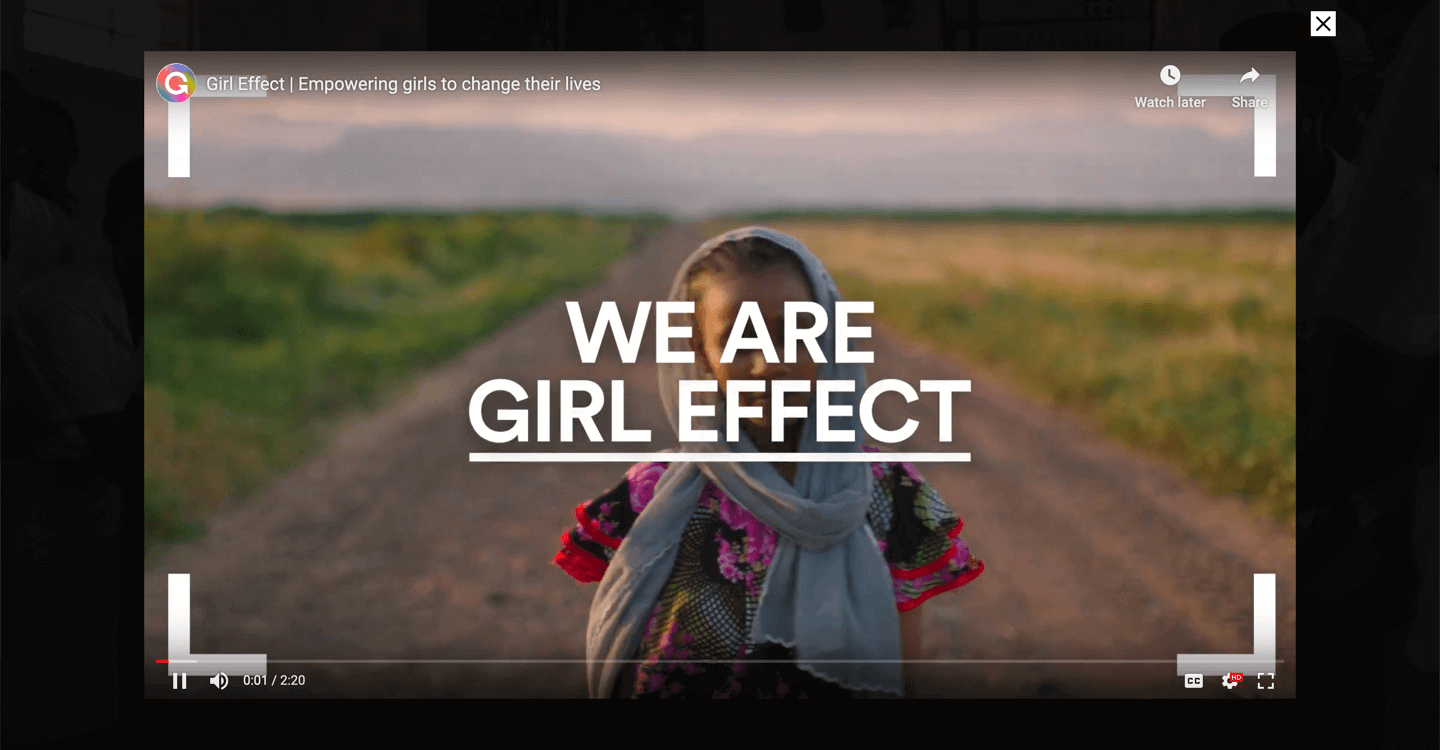 Girl Effect | Empowering girls to change their lives
Watch later
Share
WE ARE
GIRL EFFECT
0:01 / 2:20
CC
HD